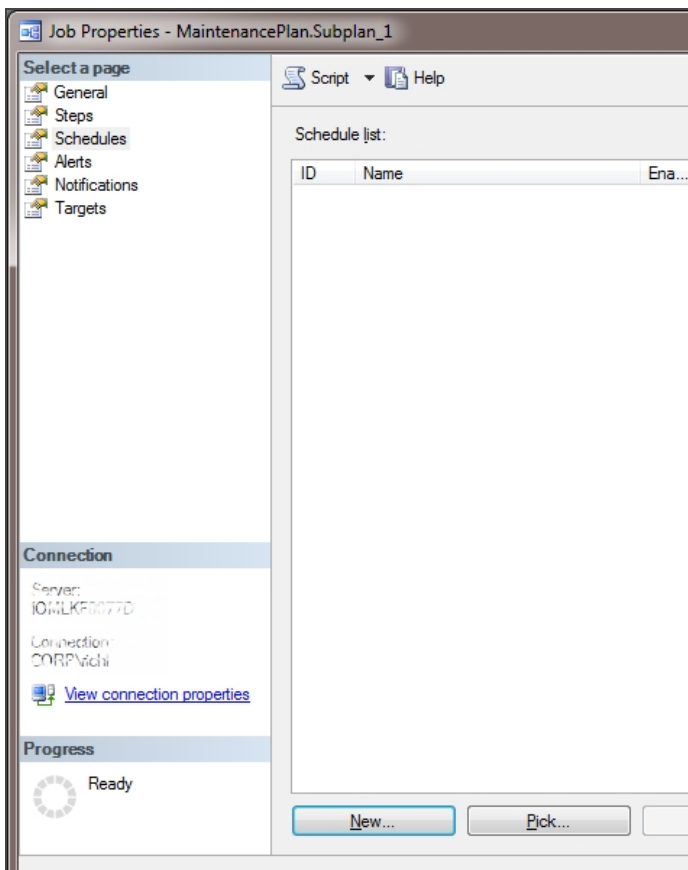 Job Properties - MaintenancePlan.Subplan_1
Select a page
General
Steps
Schedules
Alerts
Notifications
Targets
Script
Help
Schedule list:
ID
Name
Ena...
Connection
Server:
Connection:
View connection properties
Progress
Ready
New...
Pick...